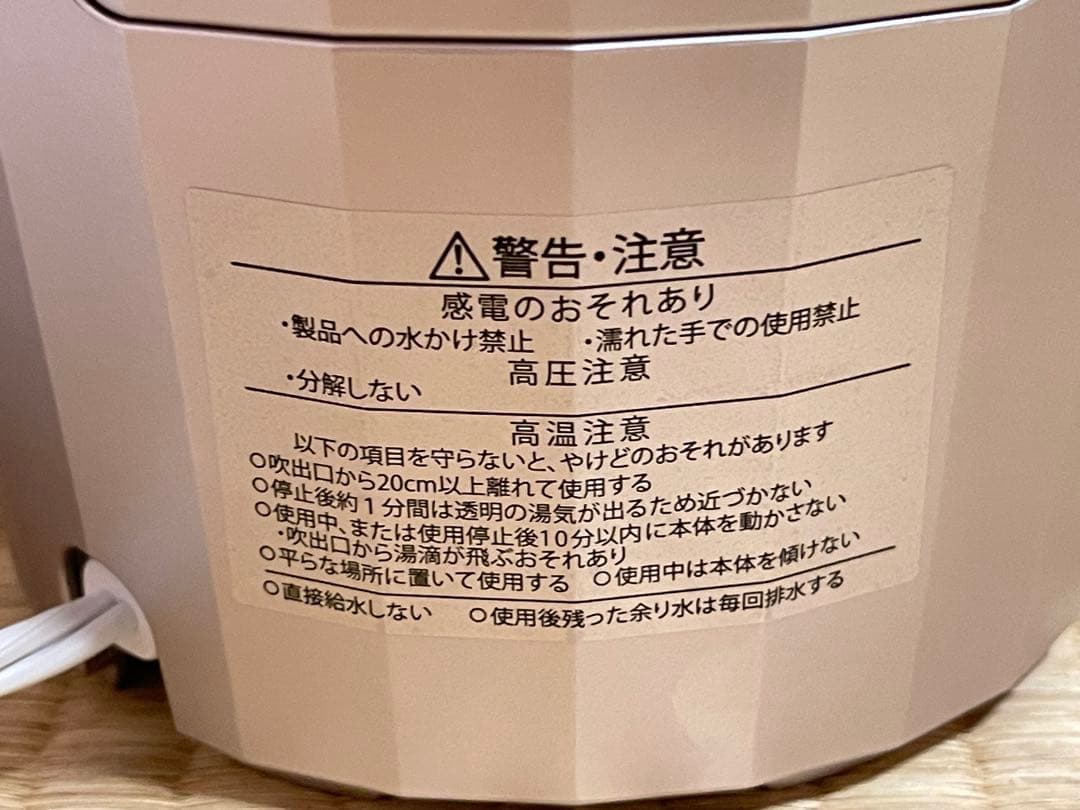 ⚠警告・注意
感電のおそれあり
・製品への水かけ禁止　・濡れた手での使用禁止
高圧注意
・分解しない
高温注意
以下の項目を守らないと、やけどのおそれがあります
○吹出口から20cm以上離れて使用する
○停止後約1分間は透明の湯気が出るため近づかない
○使用中、または使用停止後10分以内に本体を動かさない
・吹出口から湯滴が飛ぶおそれあり
○平らな場所に置いて使用する　○使用中は本体を傾けない
○直接給水しない　○使用後残った余り水は毎回排水する